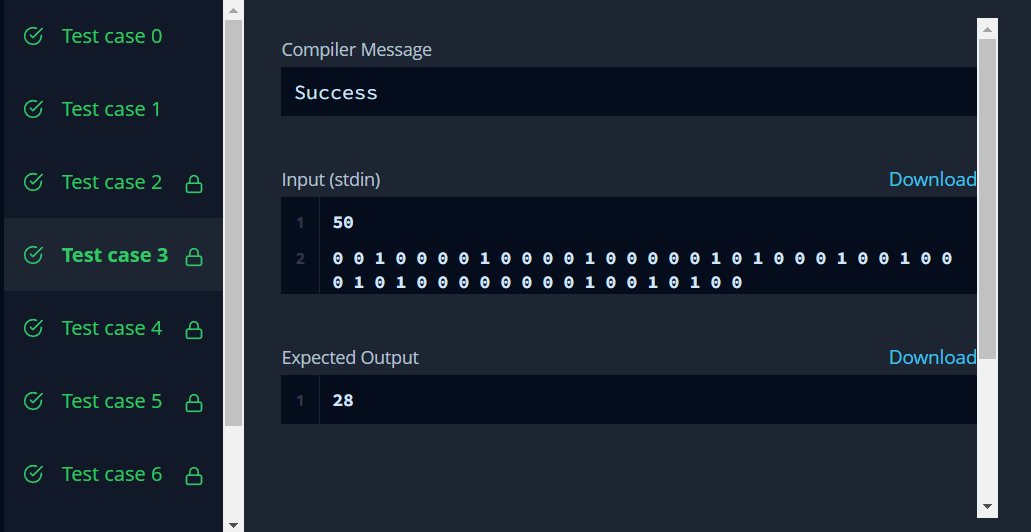 Test case 0
Test case 1
Test case 2
Test case 3
Test case 4
Test case 5
Test case 6
Compiler Message
Success
Input (stdin)
Download
1 50
2 0 0 1 0 0 0 0 1 0 0 0 0 1 0 0 0 0 0 1 0 1 0 0 0 1 0 0 1 0 0
0 1 0 1 0 0 0 0 0 0 0 0 1 0 0 1 0 1 0 0
Expected Output
Download
1 28